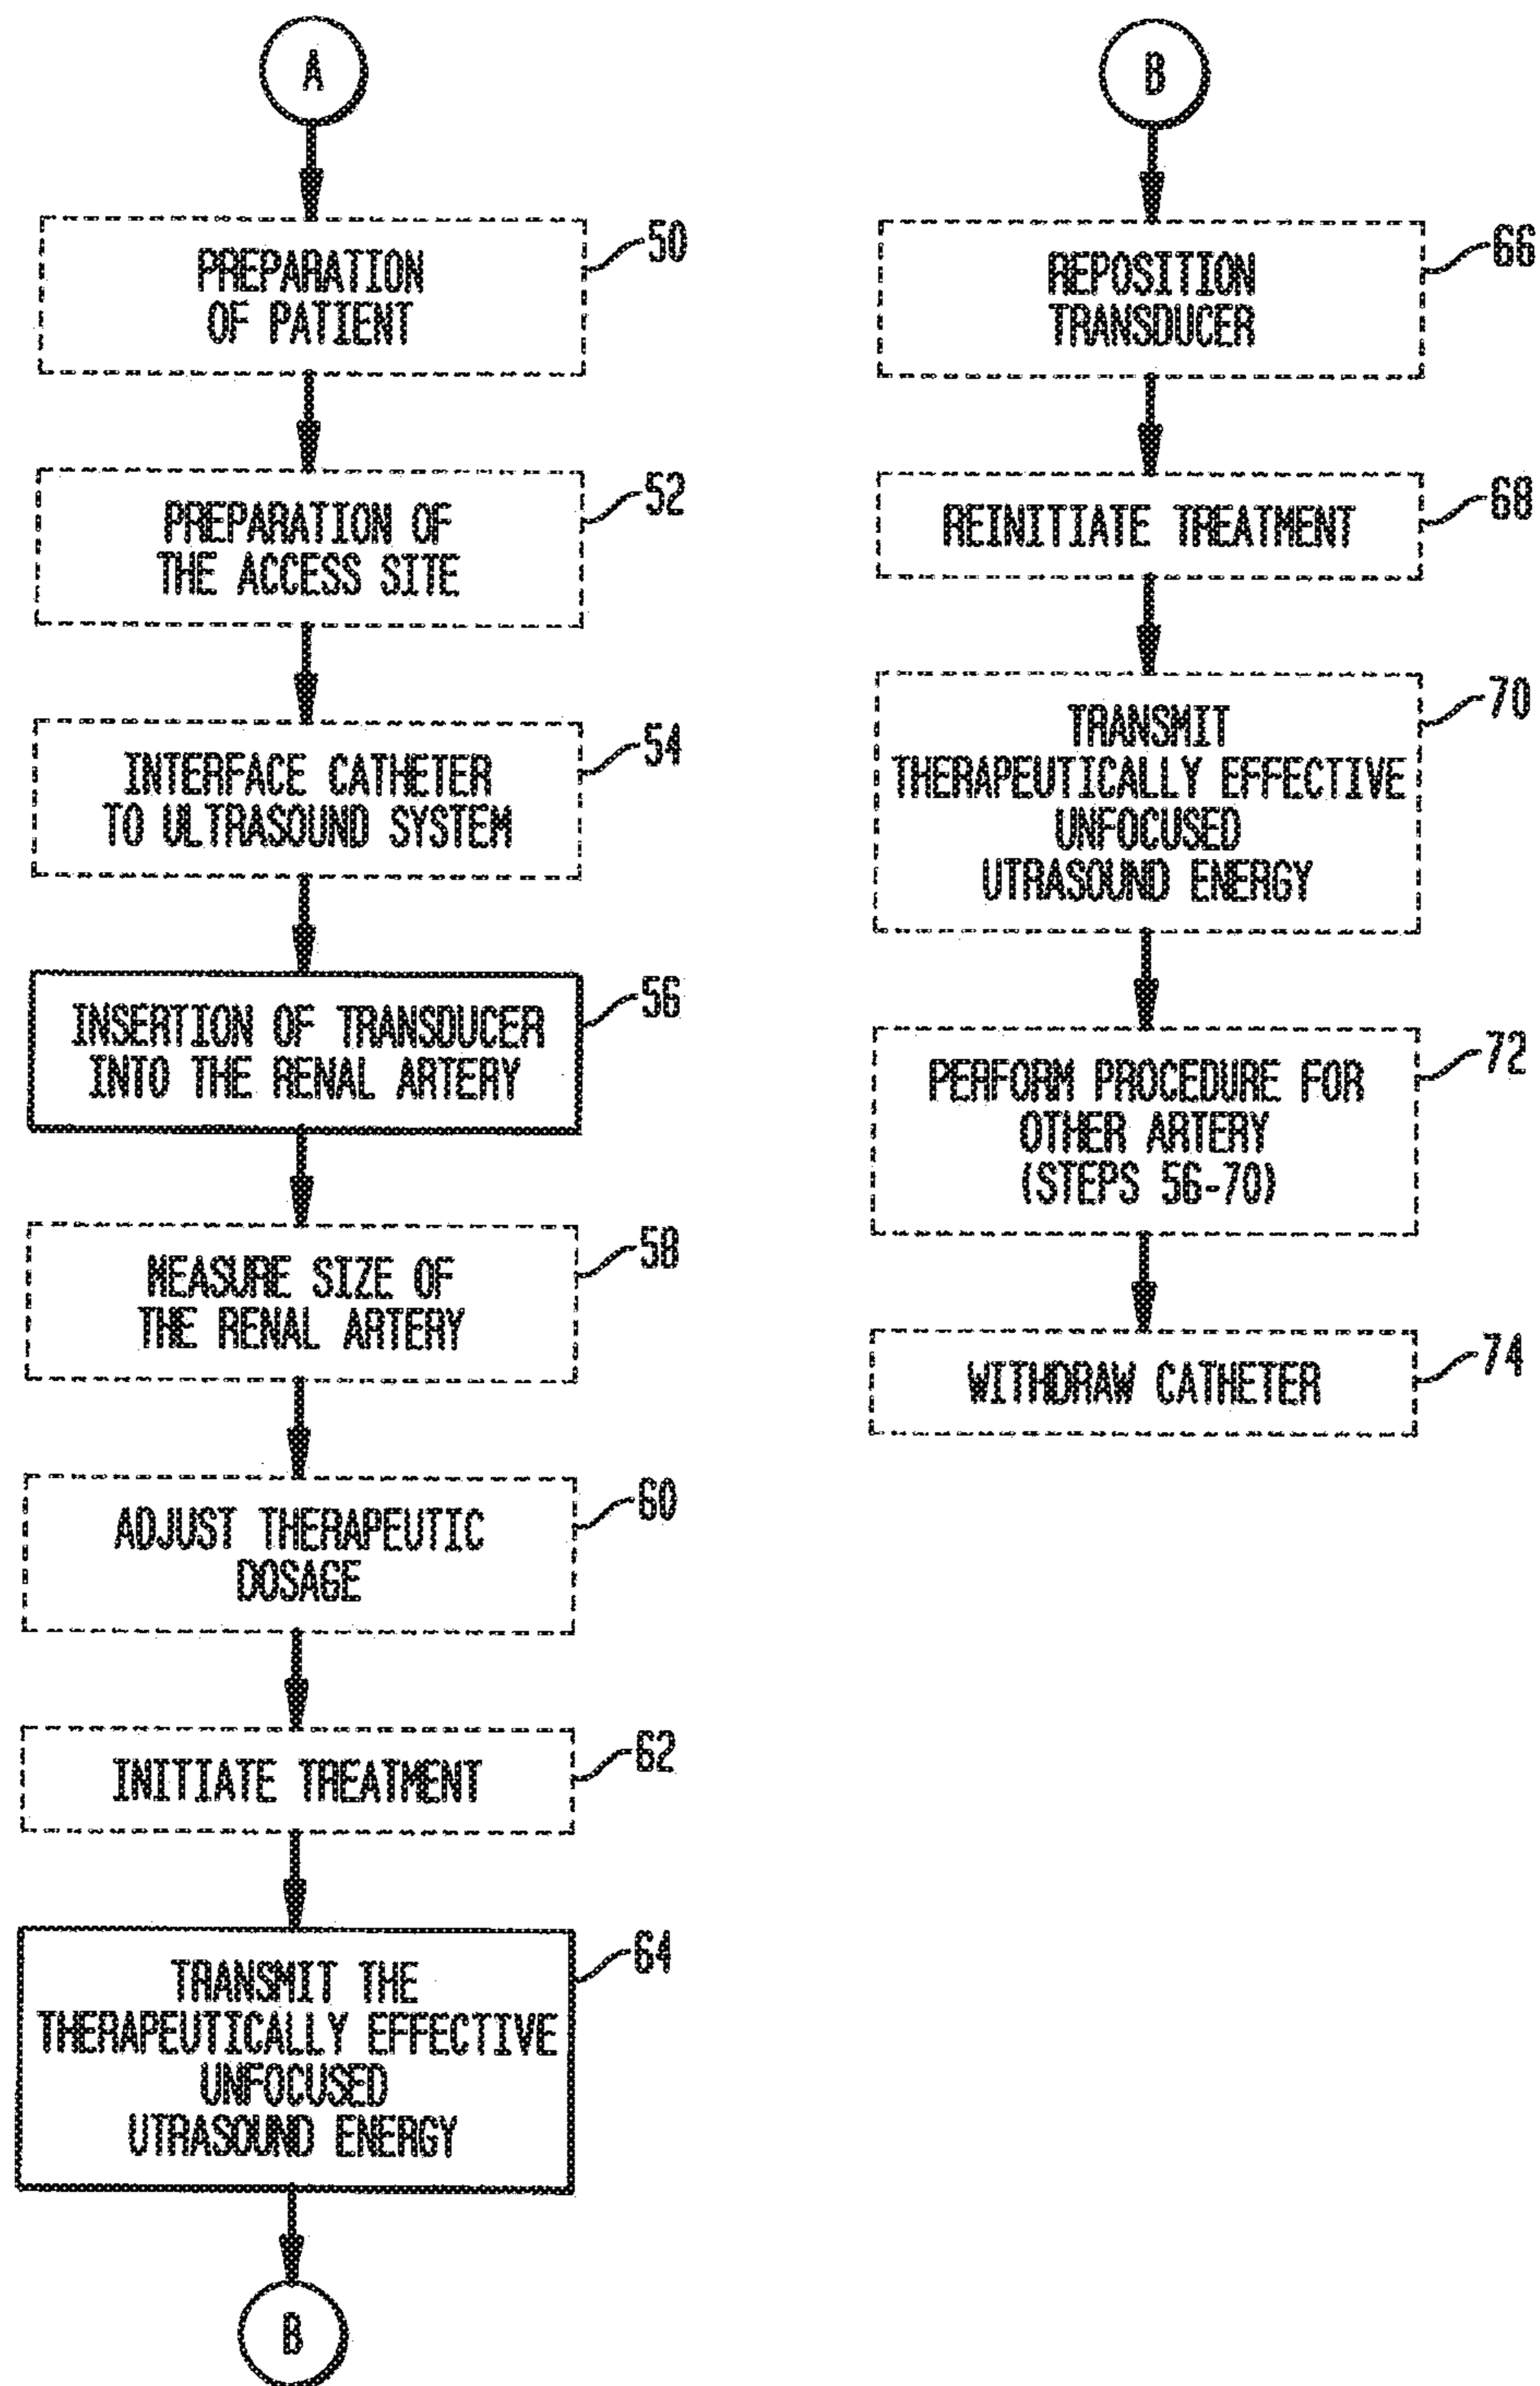 A
PREPARATION
OF PATIENT
50
PREPARATION OF
THE ACCESS SITE
52
INTERFACE CATHETER
TO ULTRASOUND SYSTEM
54
INSERTION OF TRANSDUCER
INTO THE RENAL ARTERY
56
MEASURE SIZE OF
THE RENAL ARTERY
58
ADJUST THERAPEUTIC
DOSAGE
60
INITIATE TREATMENT
62
TRANSMIT THE
THERAPEUTICALLY EFFECTIVE
UNFOCUSED
UTRASOUND ENERGY
64
B
B
REPOSITION
TRANSDUCER
66
REINITIATE TREATMENT
68
TRANSMIT
THERAPEUTICALLY EFFECTIVE
UNFOCUSED
UTRASOUND ENERGY
70
PERFORM PROCEDURE FOR
OTHER ARTERY
(STEPS 56-70)
72
WITHDRAW CATHETER
74